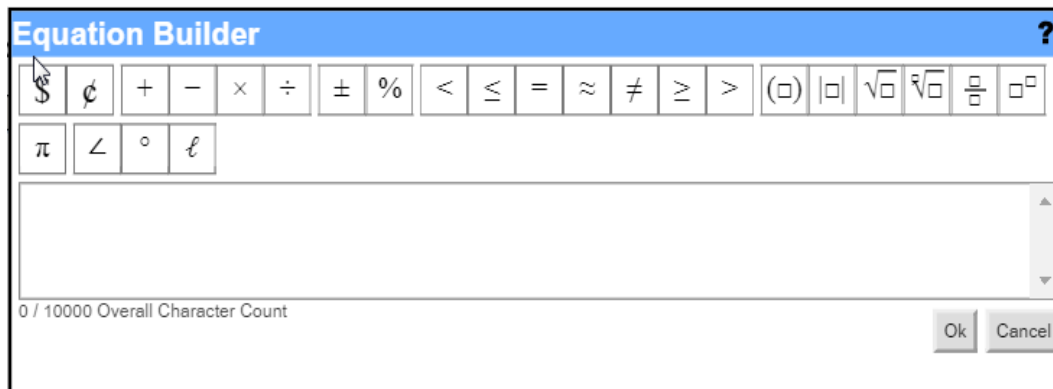 Equation Builder ?
$ ¢ + − × ÷ ± % < ≤ = ≈ ≠ ≥ > (□) |□| √□ ⁿ√□ □/□ □^□
π ∠ ° ℓ
0 / 10000 Overall Character Count
Ok Cancel